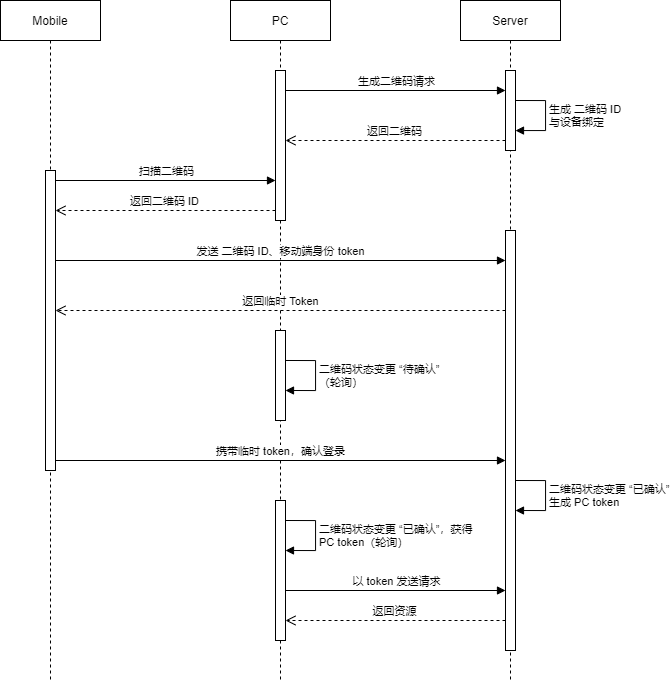 Mobile
PC
Server
生成二维码请求
生成 二维码 ID
与设备绑定
返回二维码
扫描二维码
返回二维码 ID
发送 二维码 ID、移动端身份 token
返回临时 Token
二维码状态变更 “待确认”
（轮询）
携带临时 token，确认登录
二维码状态变更 “已确认”
生成 PC token
二维码状态变更 “已确认”，获得
PC token（轮询）
以 token 发送请求
返回资源